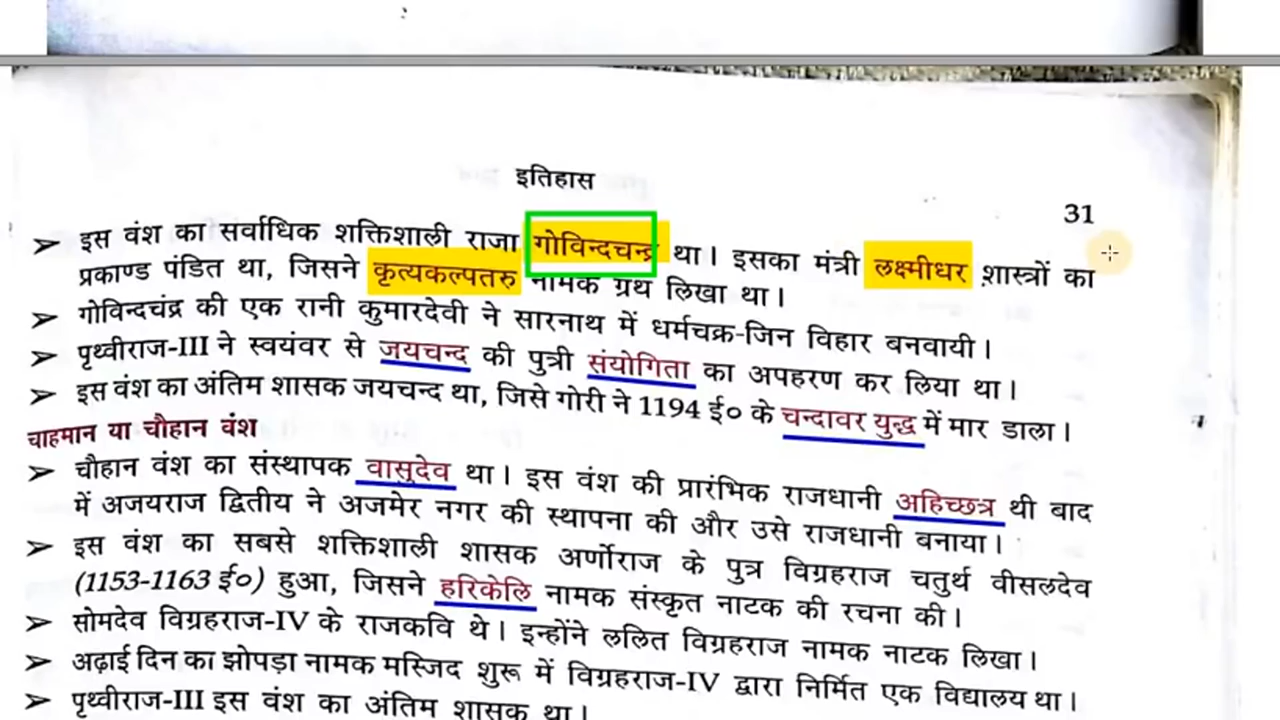 इतिहास
31
➤ इस वंश का सर्वाधिक शक्तिशाली राजा गोविन्दचन्द्र था। इसका मंत्री लक्ष्मीधर शास्त्रों का
प्रकाण्ड पंडित था, जिसने कृत्यकल्पतरु नामक ग्रंथ लिखा था।
➤ गोविन्दचंद्र की एक रानी कुमारदेवी ने सारनाथ में धर्मचक्र-जिन विहार बनवायी।
➤ पृथ्वीराज-III ने स्वयंवर से जयचन्द की पुत्री संयोगिता का अपहरण कर लिया था।
➤ इस वंश का अंतिम शासक जयचन्द था, जिसे गोरी ने 1194 ई० के चन्दावर युद्ध में मार डाला।
चाहमान या चौहान वंश
➤ चौहान वंश का संस्थापक वासुदेव था। इस वंश की प्रारंभिक राजधानी अहिच्छत्र थी बाद
में अजयराज द्वितीय ने अजमेर नगर की स्थापना की और उसे राजधानी बनाया।
➤ इस वंश का सबसे शक्तिशाली शासक अर्णोराज के पुत्र विग्रहराज चतुर्थ वीसलदेव
(1153-1163 ई०) हुआ, जिसने हरिकेलि नामक संस्कृत नाटक की रचना की।
➤ सोमदेव विग्रहराज-IV के राजकवि थे। इन्होंने ललित विग्रहराज नामक नाटक लिखा।
➤ अढ़ाई दिन का झोपड़ा नामक मस्जिद शुरू में विग्रहराज-IV द्वारा निर्मित एक विद्यालय था।
➤ पृथ्वीराज-III इस वंश का अंतिम शासक था।